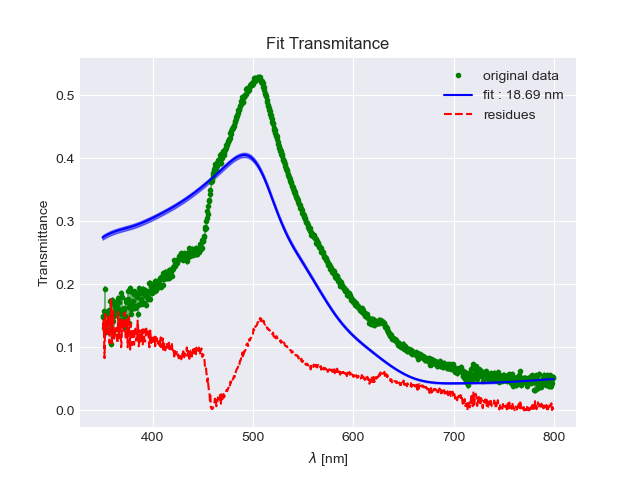 Fit Transmitance
original data
fit : 18.69 nm
residues
Transmittance
0.5
0.4
0.3
0.2
0.1
0.0
400 500 600 700 800
λ [nm]